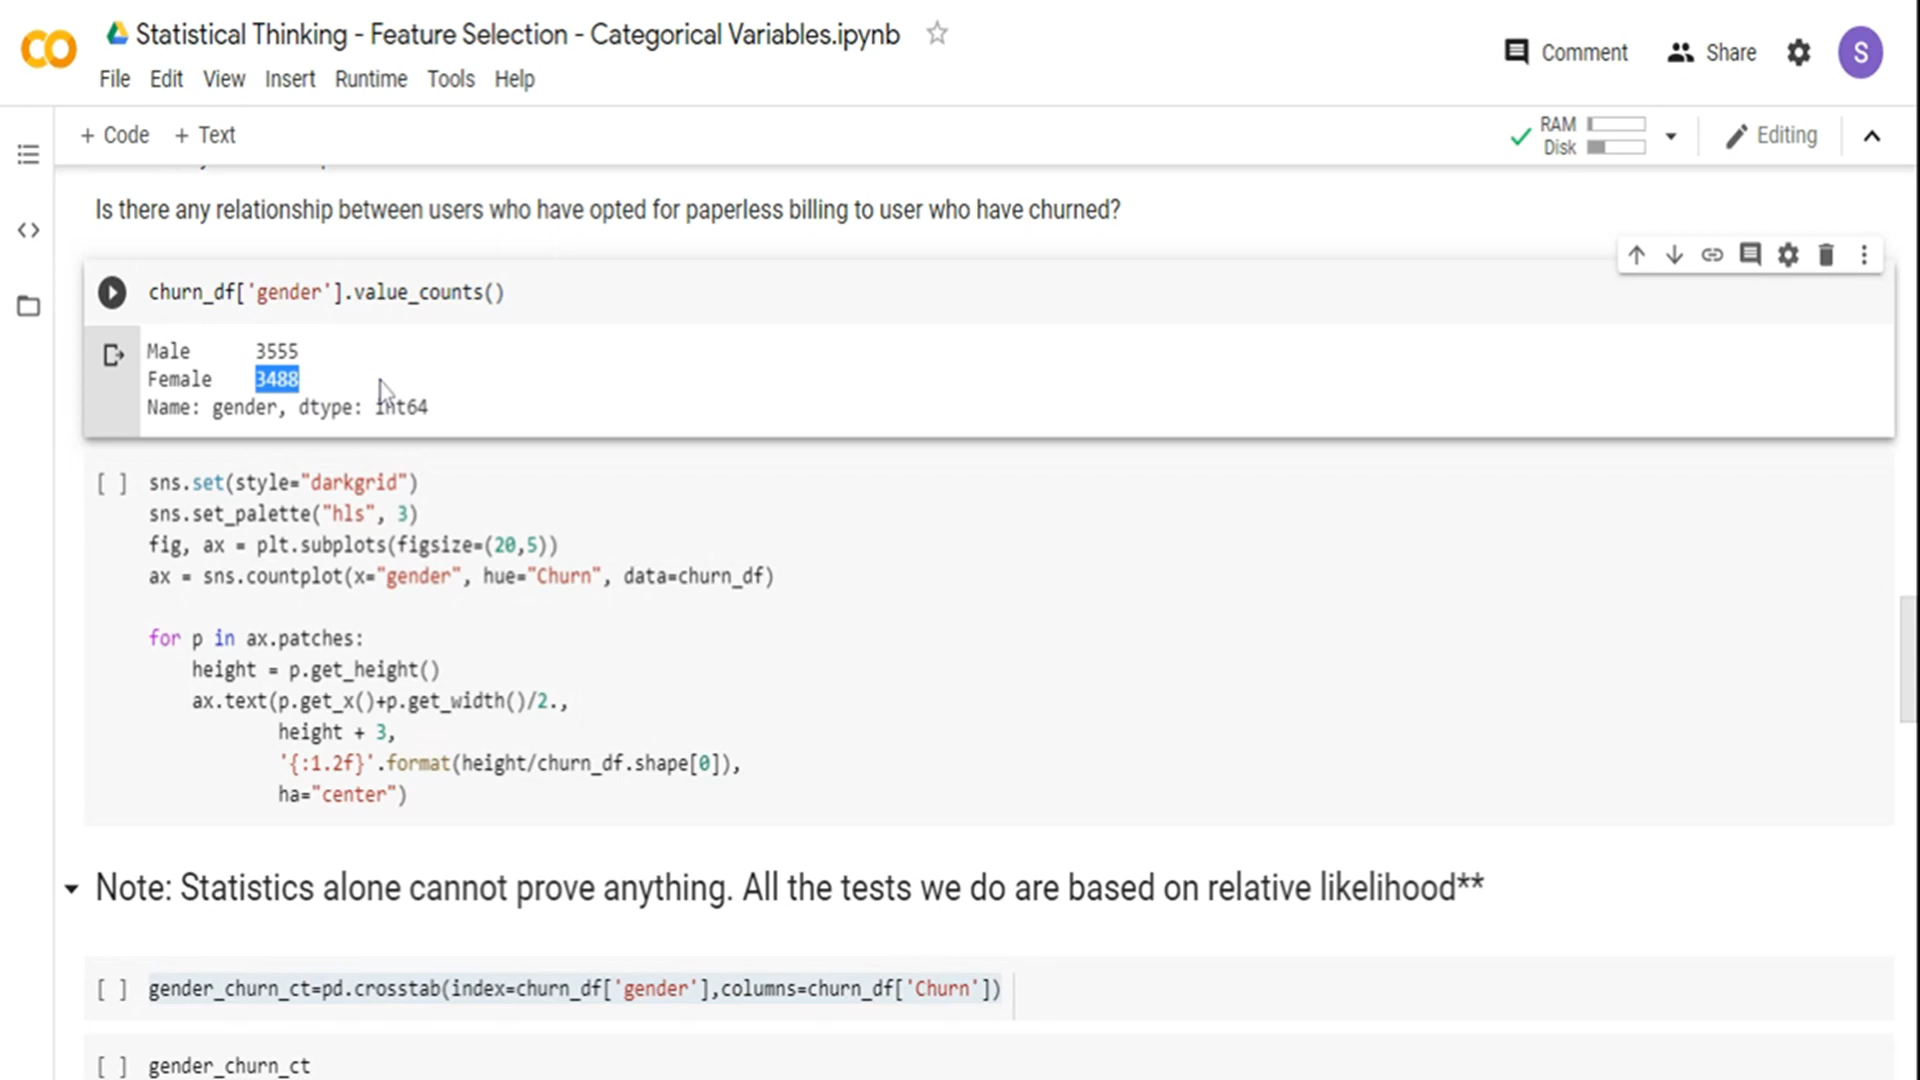 Statistical Thinking - Feature Selection - Categorical Variables.ipynb
Comment
Share
S
File Edit View Insert Runtime Tools Help
+ Code + Text
RAM
Disk
Editing
Is there any relationship between users who have opted for paperless billing to user who have churned?
churn_df['gender'].value_counts()
Male 3555
Female 3488
Name: gender, dtype: int64
[ ] sns.set(style="darkgrid")
sns.set_palette("hls", 3)
fig, ax = plt.subplots(figsize=(20,5))
ax = sns.countplot(x="gender", hue="Churn", data=churn_df)
for p in ax.patches:
height = p.get_height()
ax.text(p.get_x()+p.get_width()/2.,
height + 3,
'{:1.2f}'.format(height/churn_df.shape[0]),
ha="center")
Note: Statistics alone cannot prove anything. All the tests we do are based on relative likelihood**
[ ] gender_churn_ct=pd.crosstab(index=churn_df['gender'],columns=churn_df['Churn'])
[ ] gender_churn_ct